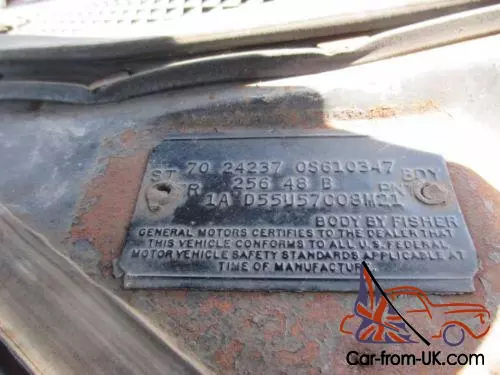 ST 70 24237 OS610347 BDY
TR 256 48 B PNT
1A D55U57C08M21
BODY BY FISHER
GENERAL MOTORS CERTIFIES TO THE DEALER THAT
THIS VEHICLE CONFORMS TO ALL U.S. FEDERAL
MOTOR VEHICLE SAFETY STANDARDS APPLICABLE AT
TIME OF MANUFACTURE
Car-from-UK.com